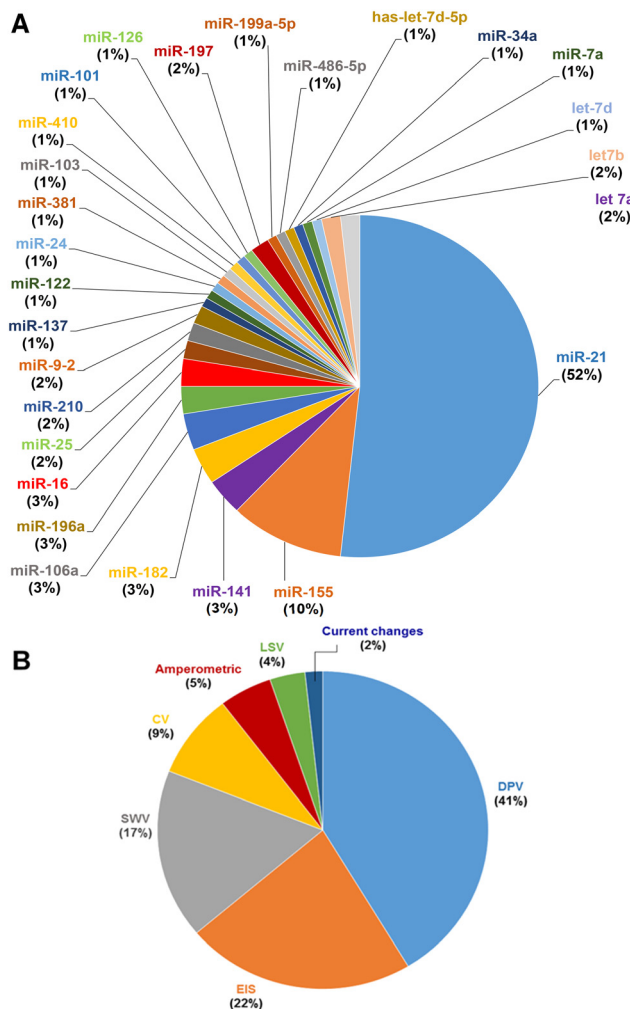 A
miR-126
(1%)
miR-197
(2%)
miR-199a-5p
(1%)
miR-486-5p
(1%)
has-let-7d-5p
(1%)
miR-34a
(1%)
miR-7a
(1%)
let-7d
(1%)
let7b
(2%)
let 7a
(2%)
miR-21
(52%)
miR-155
(10%)
miR-141
(3%)
miR-182
(3%)
miR-106a
(3%)
miR-196a
(3%)
miR-16
(3%)
miR-25
(2%)
miR-210
(2%)
miR-9-2
(2%)
miR-137
(1%)
miR-122
(1%)
miR-24
(1%)
miR-381
(1%)
miR-103
(1%)
miR-410
(1%)
miR-101
(1%)
B
Current changes
(2%)
LSV
(4%)
Amperometric
(5%)
CV
(9%)
SWV
(17%)
EIS
(22%)
DPV
(41%)